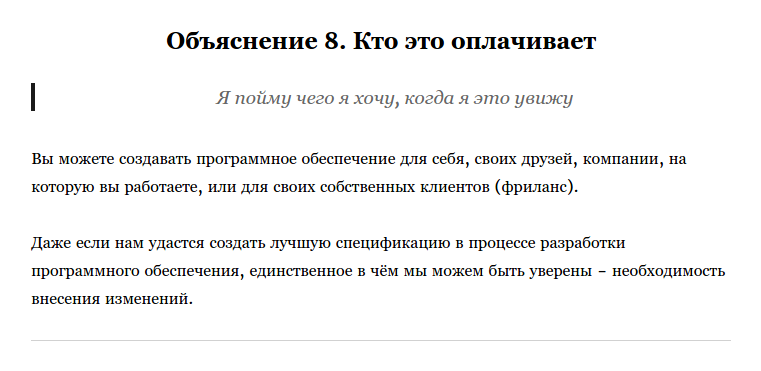 Объяснение 8. Кто это оплачивает
Я пойму чего я хочу, когда я это увижу
Вы можете создавать программное обеспечение для себя, своих друзей, компании, на
которую вы работаете, или для своих собственных клиентов (фриланс).
Даже если нам удастся создать лучшую спецификацию в процессе разработки
программного обеспечения, единственное в чём мы можем быть уверены – необходимость
внесения изменений.